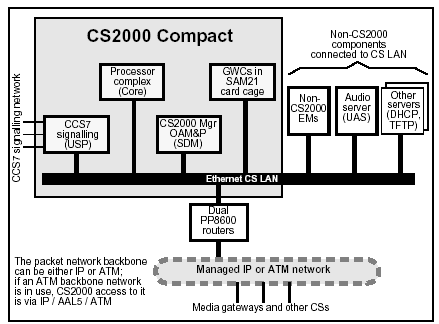 CS2000 Compact
Non-CS2000
components
connected to CS LAN
Processor
complex
(Core)
GWCs in
SAM21
card cage
CCS7 signalling network
CCS7
signalling
(USP)
CS2000 Mgr
OAM&P
(SDM)
Non-
CS2000
EMs
Audio
server
(UAS)
Other
servers
(DHCP,
TFTP)
Ethernet CS LAN
Dual
PP8600
routers
The packet network backbone
can be either IP or ATM;
if an ATM backbone network
is in use, CS2000 access to it
is via IP / AAL5 / ATM
Managed IP or ATM network
Media gateways and other CSs